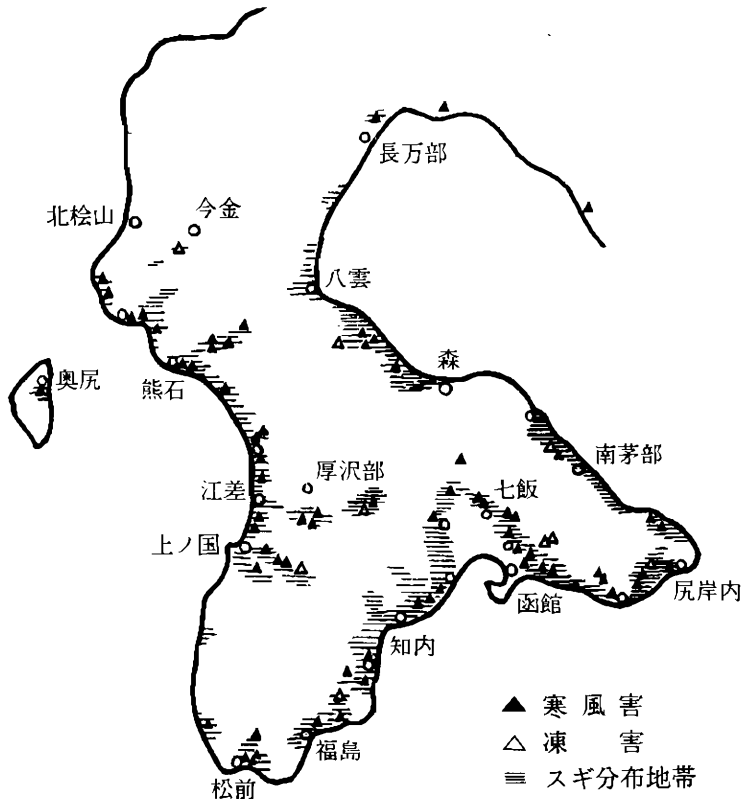 長万部
今金
北桧山
八雲
森
奥尻
熊石
南茅部
厚沢部
七飯
江差
上ノ国
尻岸内
函館
知内
福島
松前
寒風害
凍害
スギ分布地帯